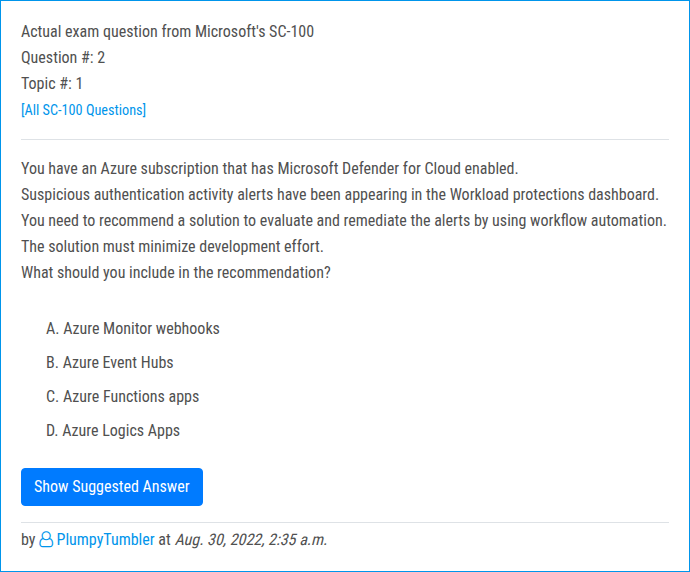 Actual exam question from Microsoft's SC-100
Question #: 2
Topic #: 1
[All SC-100 Questions]
You have an Azure subscription that has Microsoft Defender for Cloud enabled.
Suspicious authentication activity alerts have been appearing in the Workload protections dashboard.
You need to recommend a solution to evaluate and remediate the alerts by using workflow automation.
The solution must minimize development effort.
What should you include in the recommendation?
A. Azure Monitor webhooks
B. Azure Event Hubs
C. Azure Functions apps
D. Azure Logics Apps
Show Suggested Answer
by PlumpyTumbler at Aug. 30, 2022, 2:35 a.m.